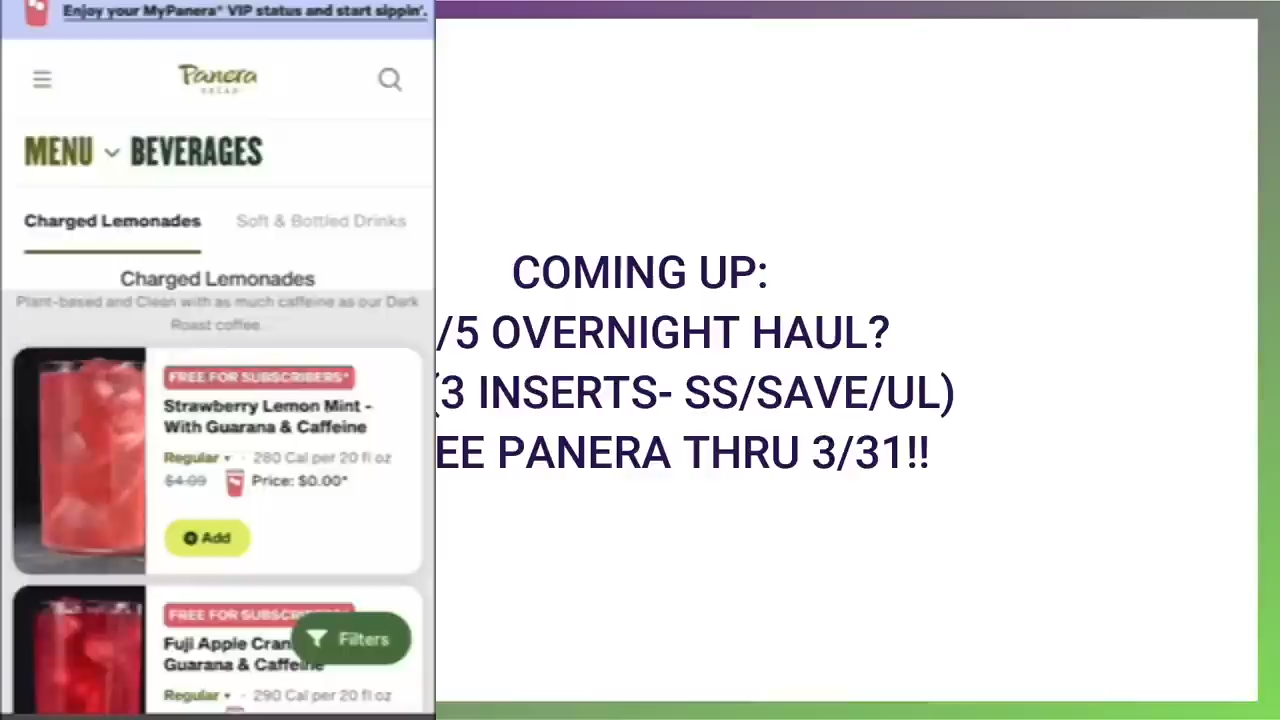 Enjoy your MyPanera® VIP status and start sippin'.
Panera
BREAD
MENU BEVERAGES
Charged Lemonades
Soft & Bottled Drinks
Charged Lemonades
Plant-based and Clean with as much caffeine as our Dark
Roast coffee.
FREE FOR SUBSCRIBERS*
Strawberry Lemon Mint -
With Guarana & Caffeine
Regular · 280 Cal per 20 fl oz
$4.09 Price: $0.00*
Add
FREE FOR SUBSCR
Filters
Fuji Apple Cran
Guarana & Caffeine
Regular · 290 Cal per 20 fl oz
COMING UP:
/5 OVERNIGHT HAUL?
(3 INSERTS- SS/SAVE/UL)
EE PANERA THRU 3/31!!